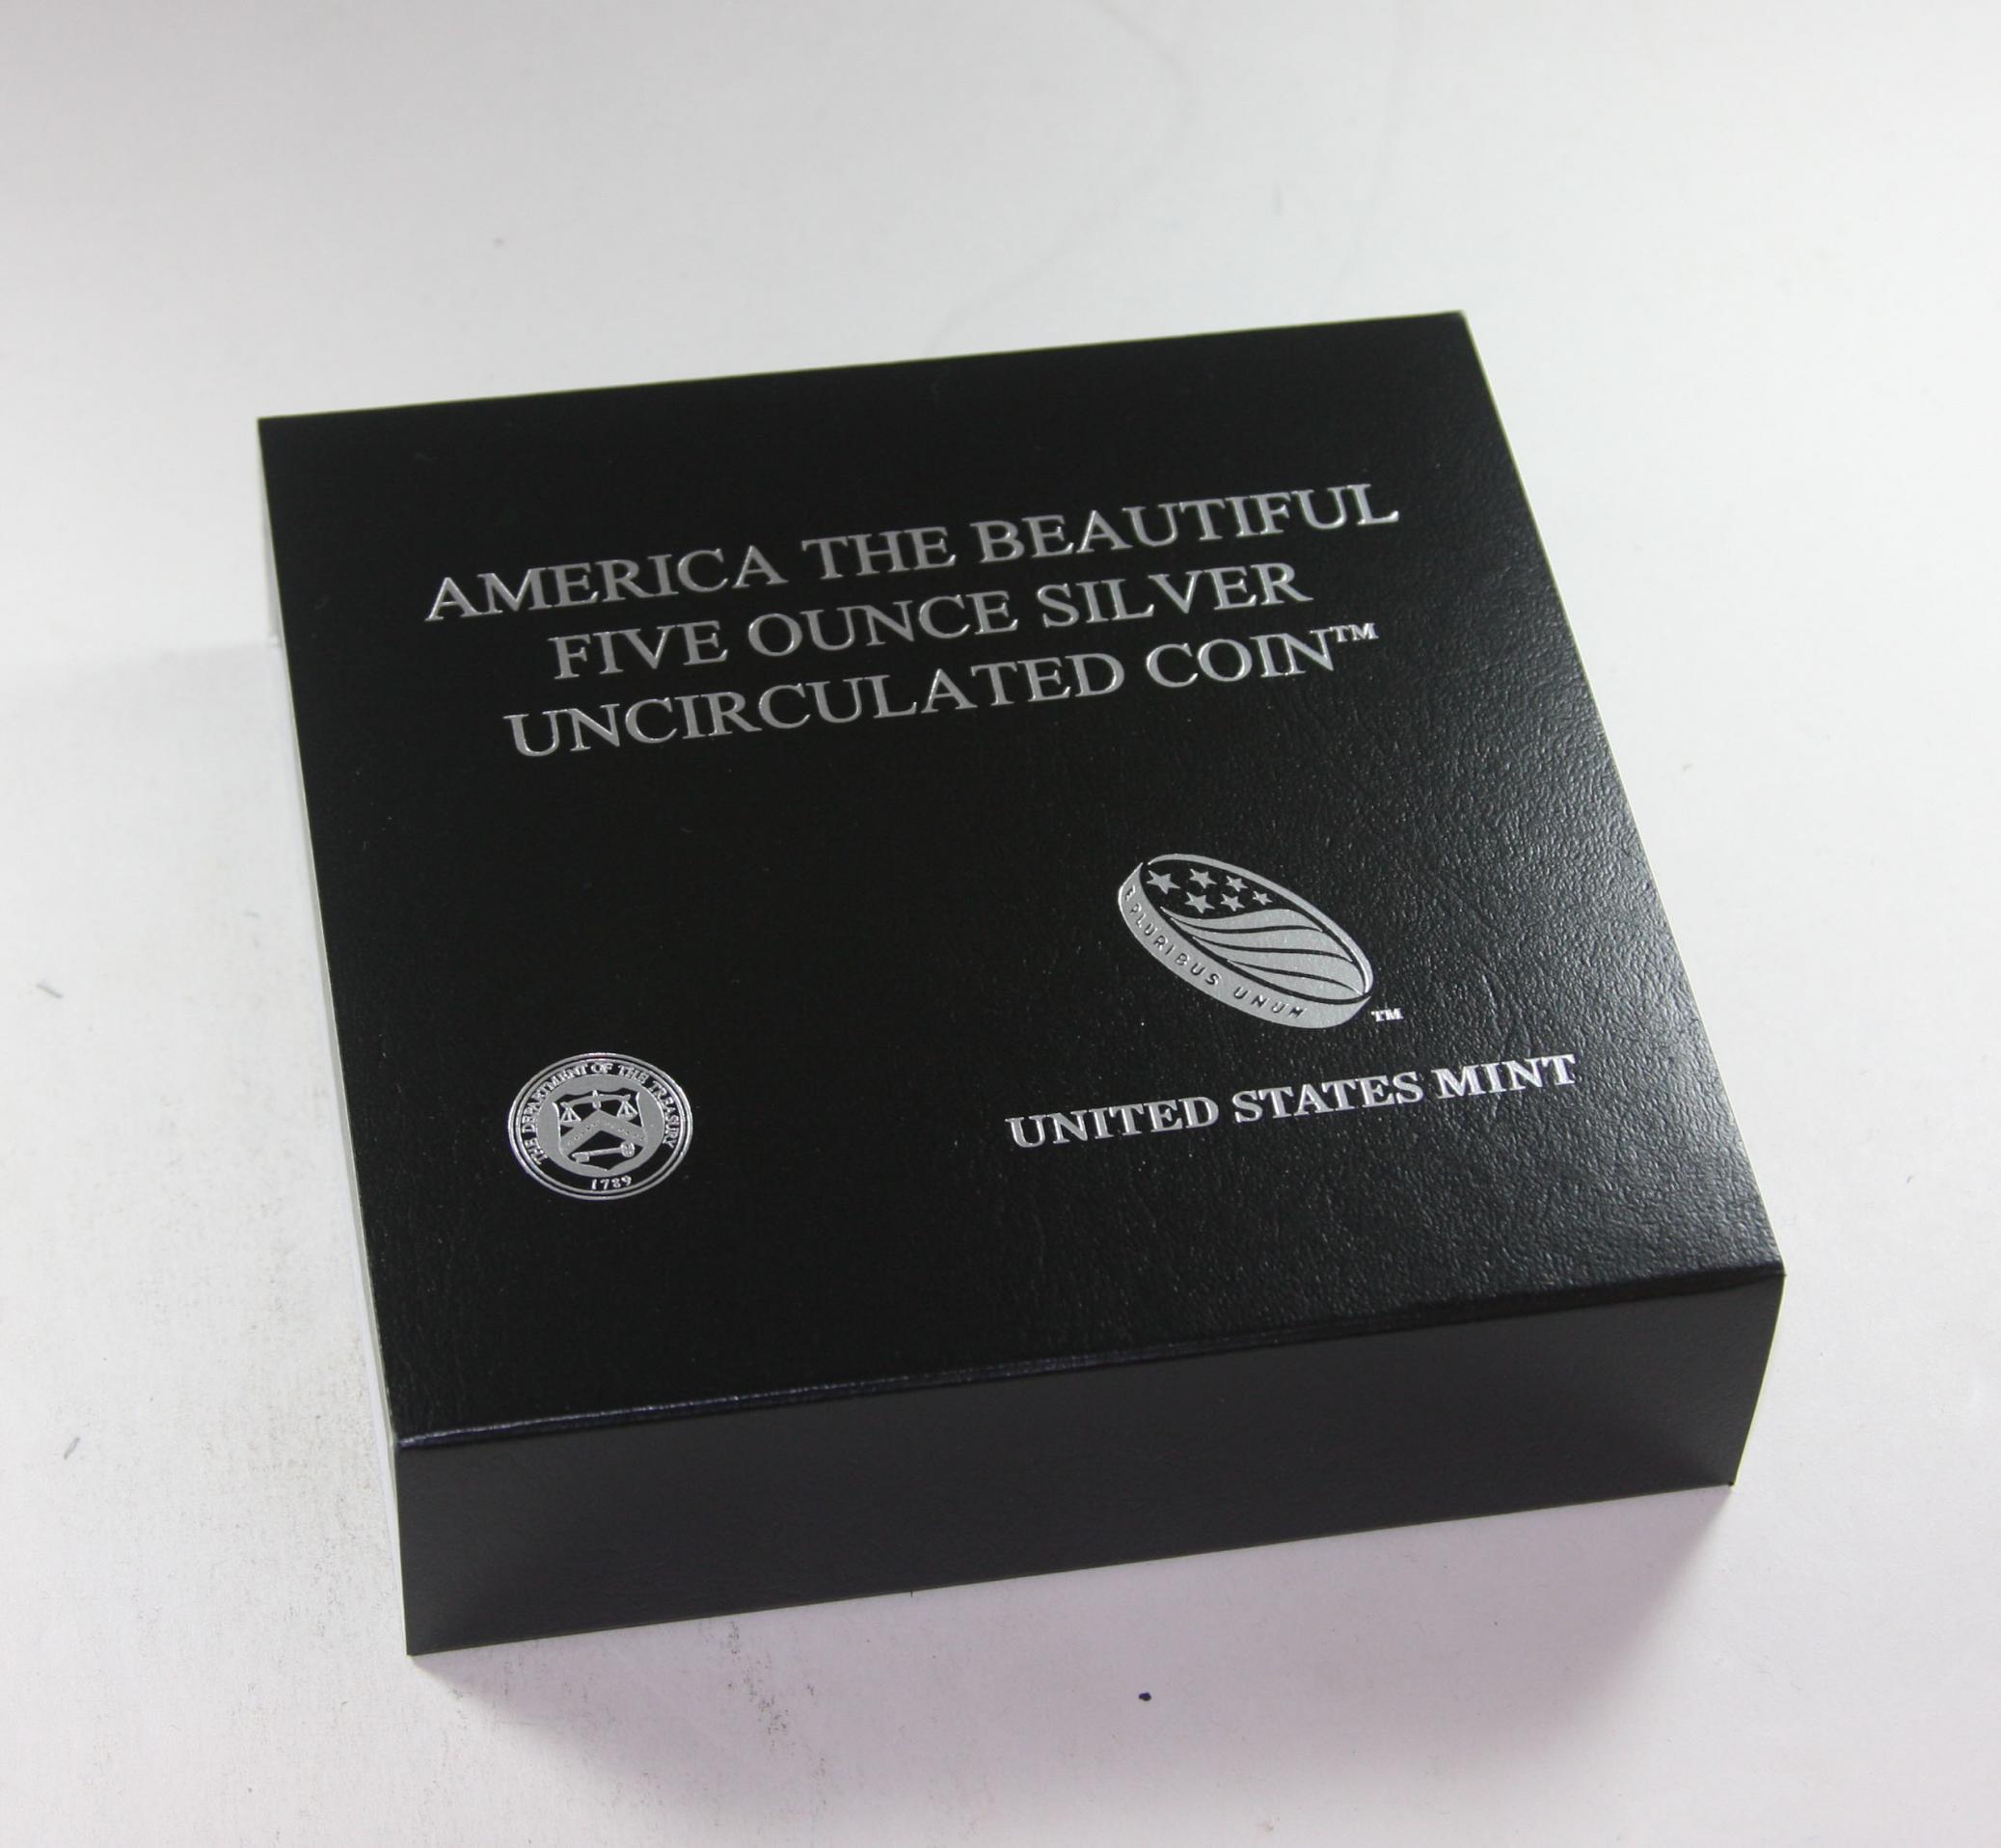 AMERICA THE BEAUTIFUL
FIVE OUNCE SILVER
UNCIRCULATED COIN™
E PLURIBUS UNUM
TM
UNITED STATES MINT
THE DEPARTMENT OF THE TREASURY
1789